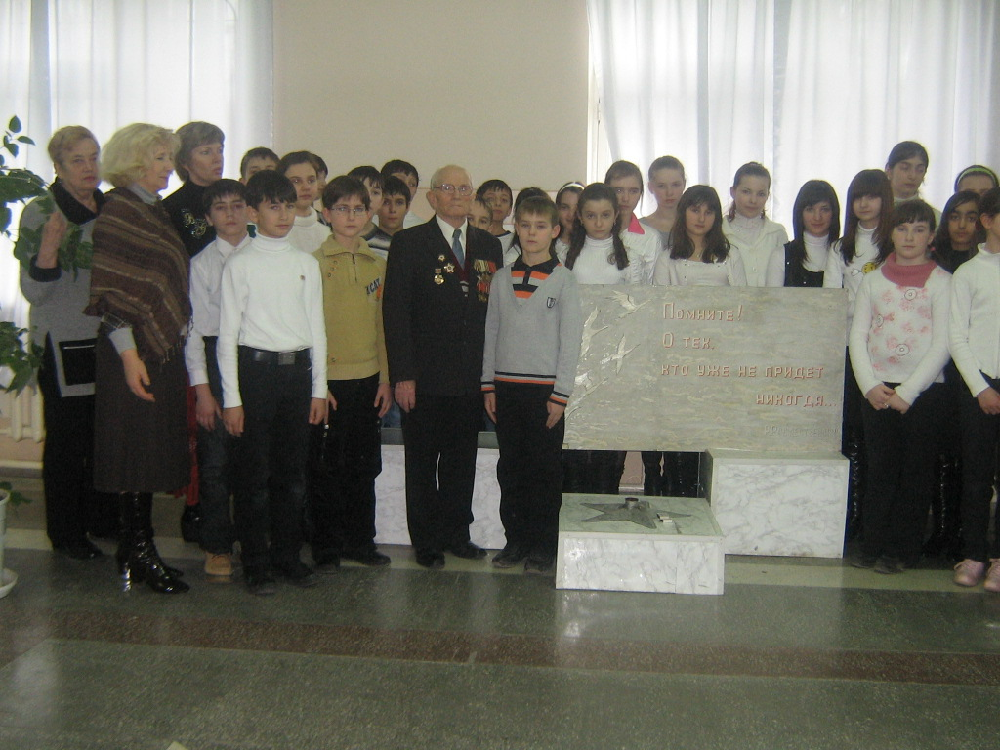 Помните!
О тех,
кто уже не придет
никогда...